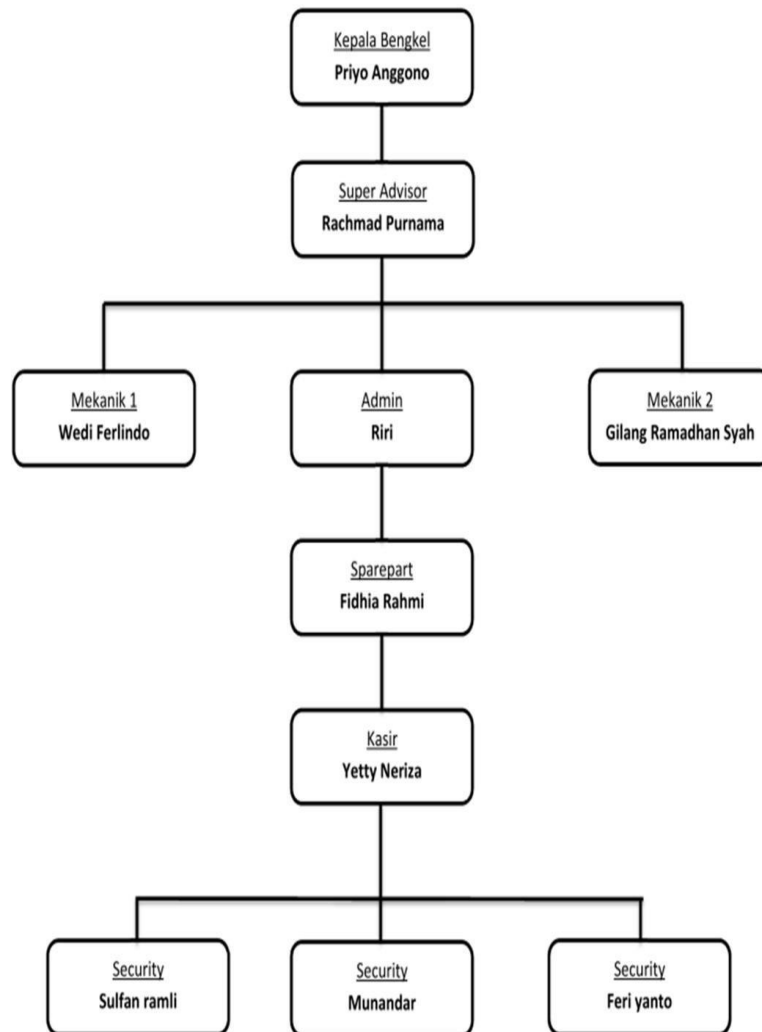 Kepala Bengkel
Priyo Anggono
Super Advisor
Rachmad Purnama
Mekanik 1
Wedi Ferlindo
Admin
Riri
Mekanik 2
Gilang Ramadhan Syah
Sparepart
Fidhia Rahmi
Kasir
Yetty Neriza
Security
Sulfan ramli
Security
Munandar
Security
Feri yanto